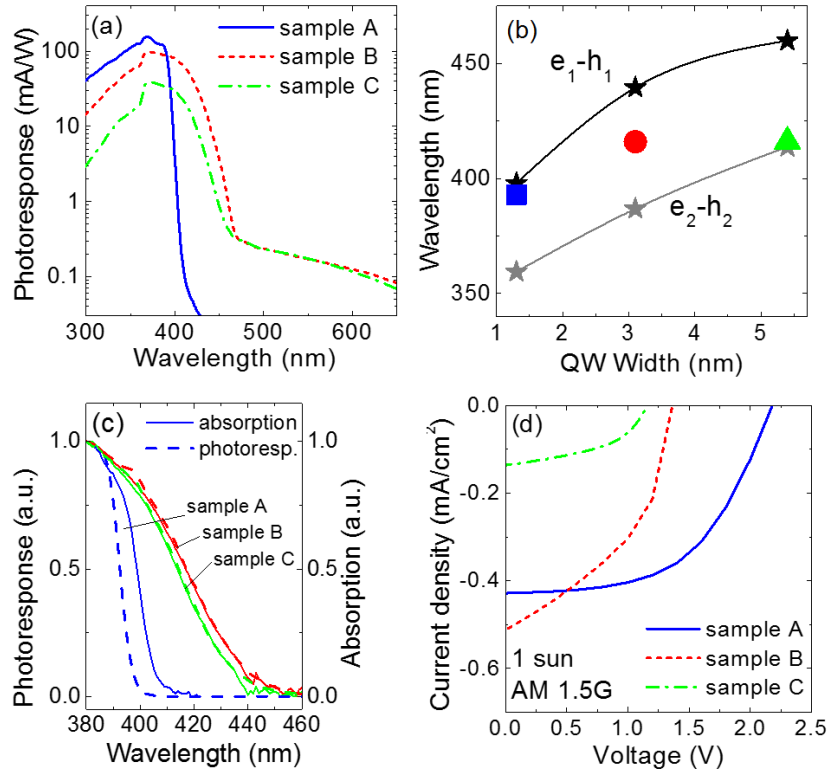 (a)
sample A
sample B
sample C
Photoresponse (mA/W)
100
10
1
0.1
300 400 500 600
Wavelength (nm)
(b)
e₁-h₁
e₂-h₂
Wavelength (nm)
450
400
350
1 2 3 4 5
QW Width (nm)
(c)
absorption
photoresp.
sample A
sample B
sample C
Photoresponse (a.u.)
1.0
0.5
0.0
Absorption (a.u.)
1.0
0.5
0.0
380 400 420 440 460
Wavelength (nm)
(d)
Current density (mA/cm²)
0.0
-0.2
-0.4
-0.6
sample A
sample B
sample C
1 sun
AM 1.5G
0.0 0.5 1.0 1.5 2.0 2.5
Voltage (V)